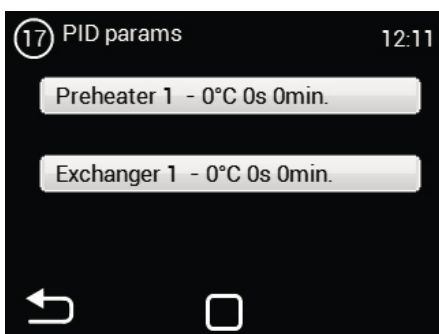 17 PID params 12:11
Preheater 1 - 0°C 0s 0min.
Exchanger 1 - 0°C 0s 0min.